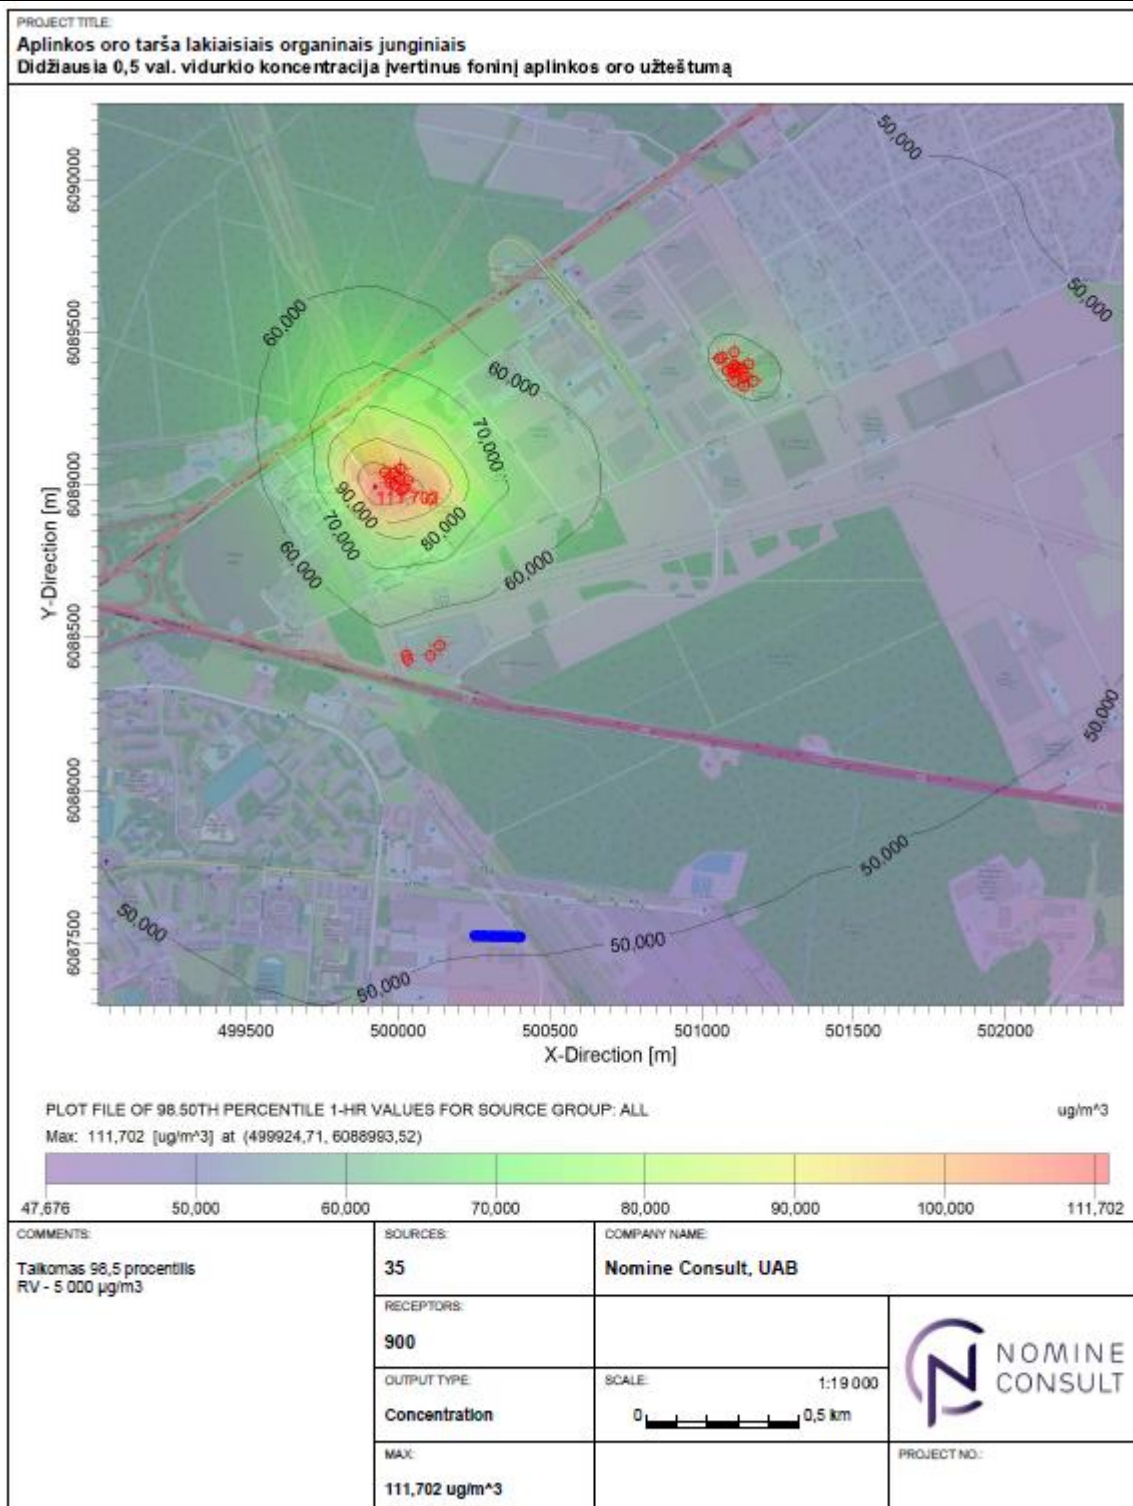 PROJECT TITLE:
Aplinkos oro tarša lakiaisiais organinais junginiais
Didžiausia 0,5 val. vidurkio koncentracija įvertinus foninį aplinkos oro užteštumą
50,000
50,000
60,000
60,000
70,000
111,702
90,000
80,000
70,000
60,000
60,000
50,000
50,000
50,000
50,000
50,000
Y-Direction [m]
6090000
6089500
6089000
6088500
6088000
6087500
499500
500000
500500
501000
501500
502000
X-Direction [m]
PLOT FILE OF 98.50TH PERCENTILE 1-HR VALUES FOR SOURCE GROUP: ALL
ug/m^3
Max: 111,702 [ug/m^3] at (499924,71, 6088993,52)
47,676
50,000
60,000
70,000
80,000
90,000
100,000
111,702
COMMENTS:
Taikomas 98,5 procentilis
RV - 5 000 µg/m3
SOURCES:
35
COMPANY NAME:
Nomine Consult, UAB
RECEPTORS:
900
OUTPUT TYPE:
Concentration
SCALE:
1:19 000
0
0,5 km
NOMINE
CONSULT
MAX:
111,702 ug/m^3
PROJECT NO.: